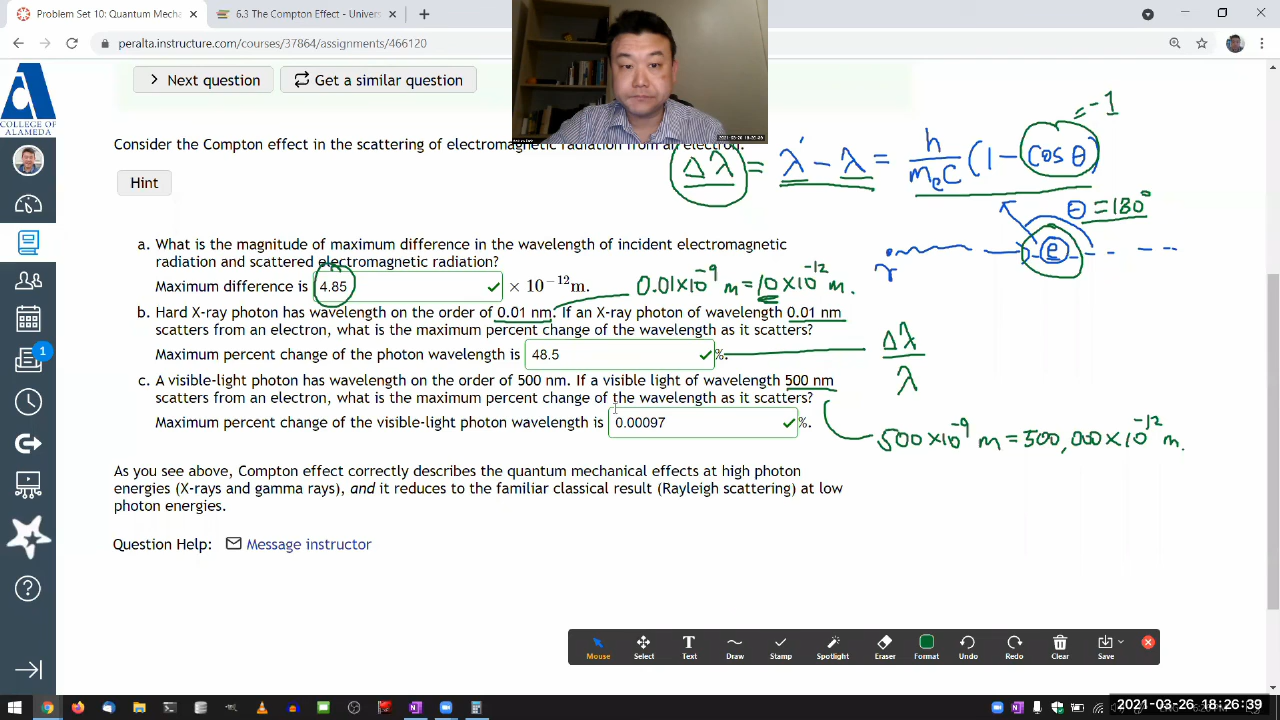 W10: Problem Set 10: Quantum M
6.3 The Compton Effect - Univers
peralta.instructure.com/courses/37864/assignments/466120
COLLEGE OF
ALAMEDA
1
Next question
Get a similar question
Consider the Compton effect in the scattering of electromagnetic radiation from an electron.
Hint
a. What is the magnitude of maximum difference in the wavelength of incident electromagnetic
radiation and scattered electromagnetic radiation?
Maximum difference is 4.85 × 10⁻¹² m.
b. Hard X-ray photon has wavelength on the order of 0.01 nm. If an X-ray photon of wavelength 0.01 nm
scatters from an electron, what is the maximum percent change of the wavelength as it scatters?
Maximum percent change of the photon wavelength is 48.5 %.
c. A visible-light photon has wavelength on the order of 500 nm. If a visible light of wavelength 500 nm
scatters from an electron, what is the maximum percent change of the wavelength as it scatters?
Maximum percent change of the visible-light photon wavelength is 0.00097 %.
As you see above, Compton effect correctly describes the quantum mechanical effects at high photon
energies (X-rays and gamma rays), and it reduces to the familiar classical result (Rayleigh scattering) at low
photon energies.
Question Help: Message instructor
= -1
Δλ = λ' - λ = h/mₑc (1 - cos θ)
θ = 180°
e
r
0.01×10⁻⁹ m = 10 ×10⁻¹² m.
Δλ
λ
500×10⁻⁹ m = 500,000×10⁻¹² m.
Mouse Select Text Draw Stamp Spotlight Eraser Format Undo Redo Clear Save
2021-03-26 18:26:39